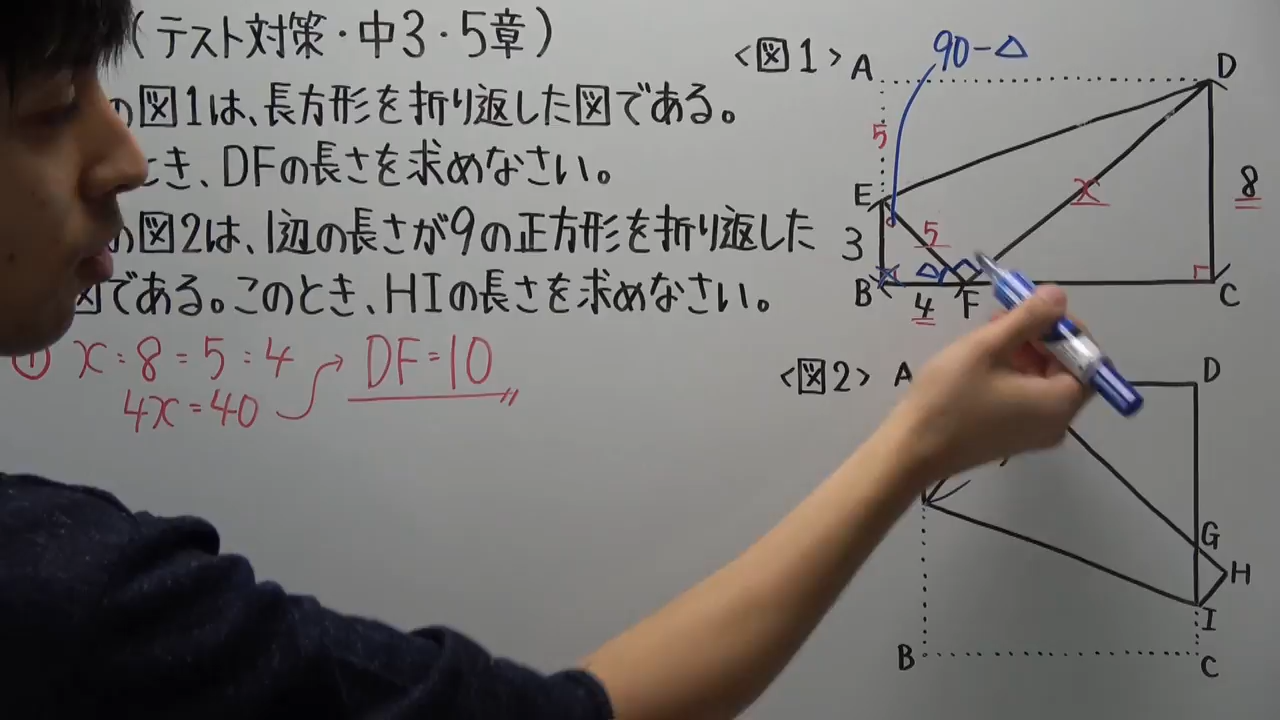 (テスト対策・中3・5章)
図1は、長方形を折り返した図である。
とき、DFの長さを求めなさい。
図2は、1辺の長さが9の正方形を折り返した
図である。このとき、HIの長さを求めなさい。
① x:8=5:4
4x=40
DF=10
<図1>
90-△
A
D
5
E
x
8
3
5
△
B
4
F
C
<図2>
A
D
G
H
I
B
C